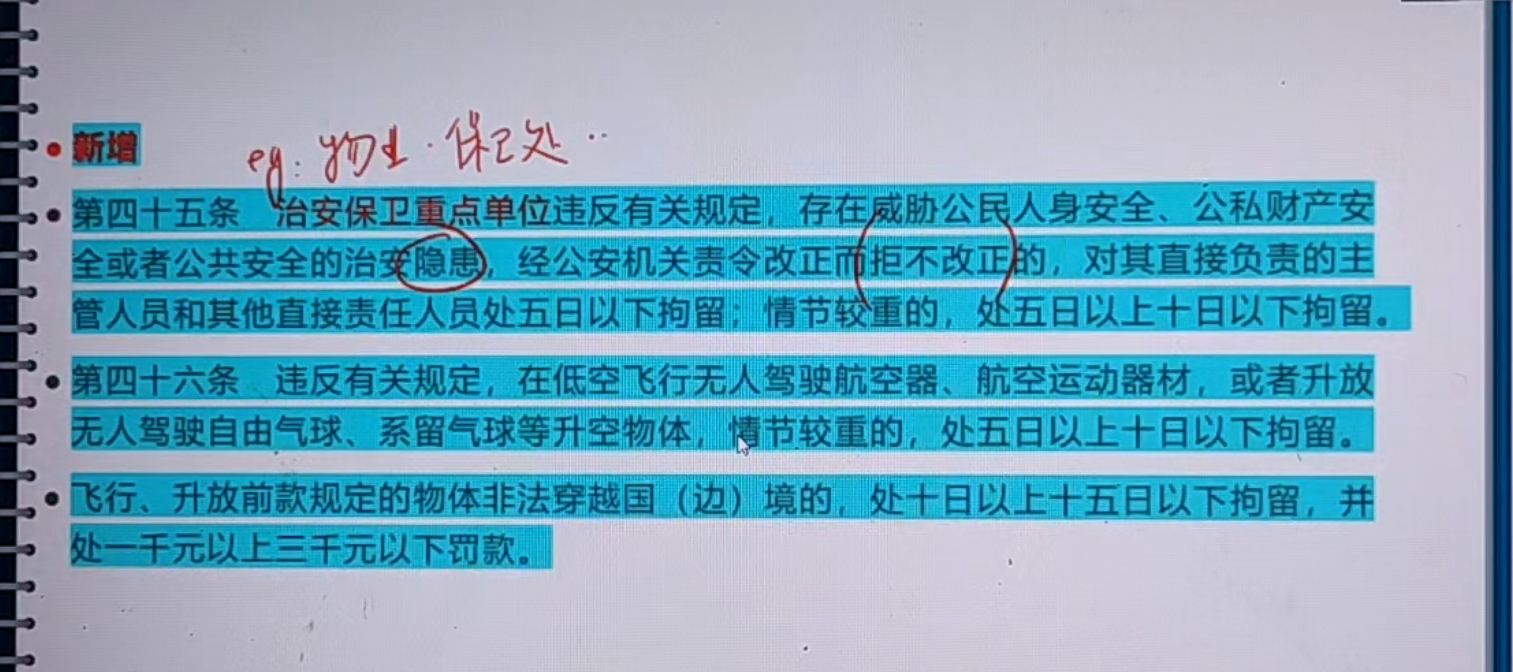 新增
eg: 物业·保卫处··
第四十五条 治安保卫重点单位违反有关规定，存在威胁公民人身安全、公私财产安
全或者公共安全的治安隐患，经公安机关责令改正而拒不改正的，对其直接负责的主
管人员和其他直接责任人员处五日以下拘留；情节较重的，处五日以上十日以下拘留。
第四十六条 违反有关规定，在低空飞行无人驾驶航空器、航空运动器材，或者升放
无人驾驶自由气球、系留气球等升空物体，情节较重的，处五日以上十日以下拘留。
飞行、升放前款规定的物体非法穿越国（边）境的，处十日以上十五日以下拘留，并
处一千元以上三千元以下罚款。